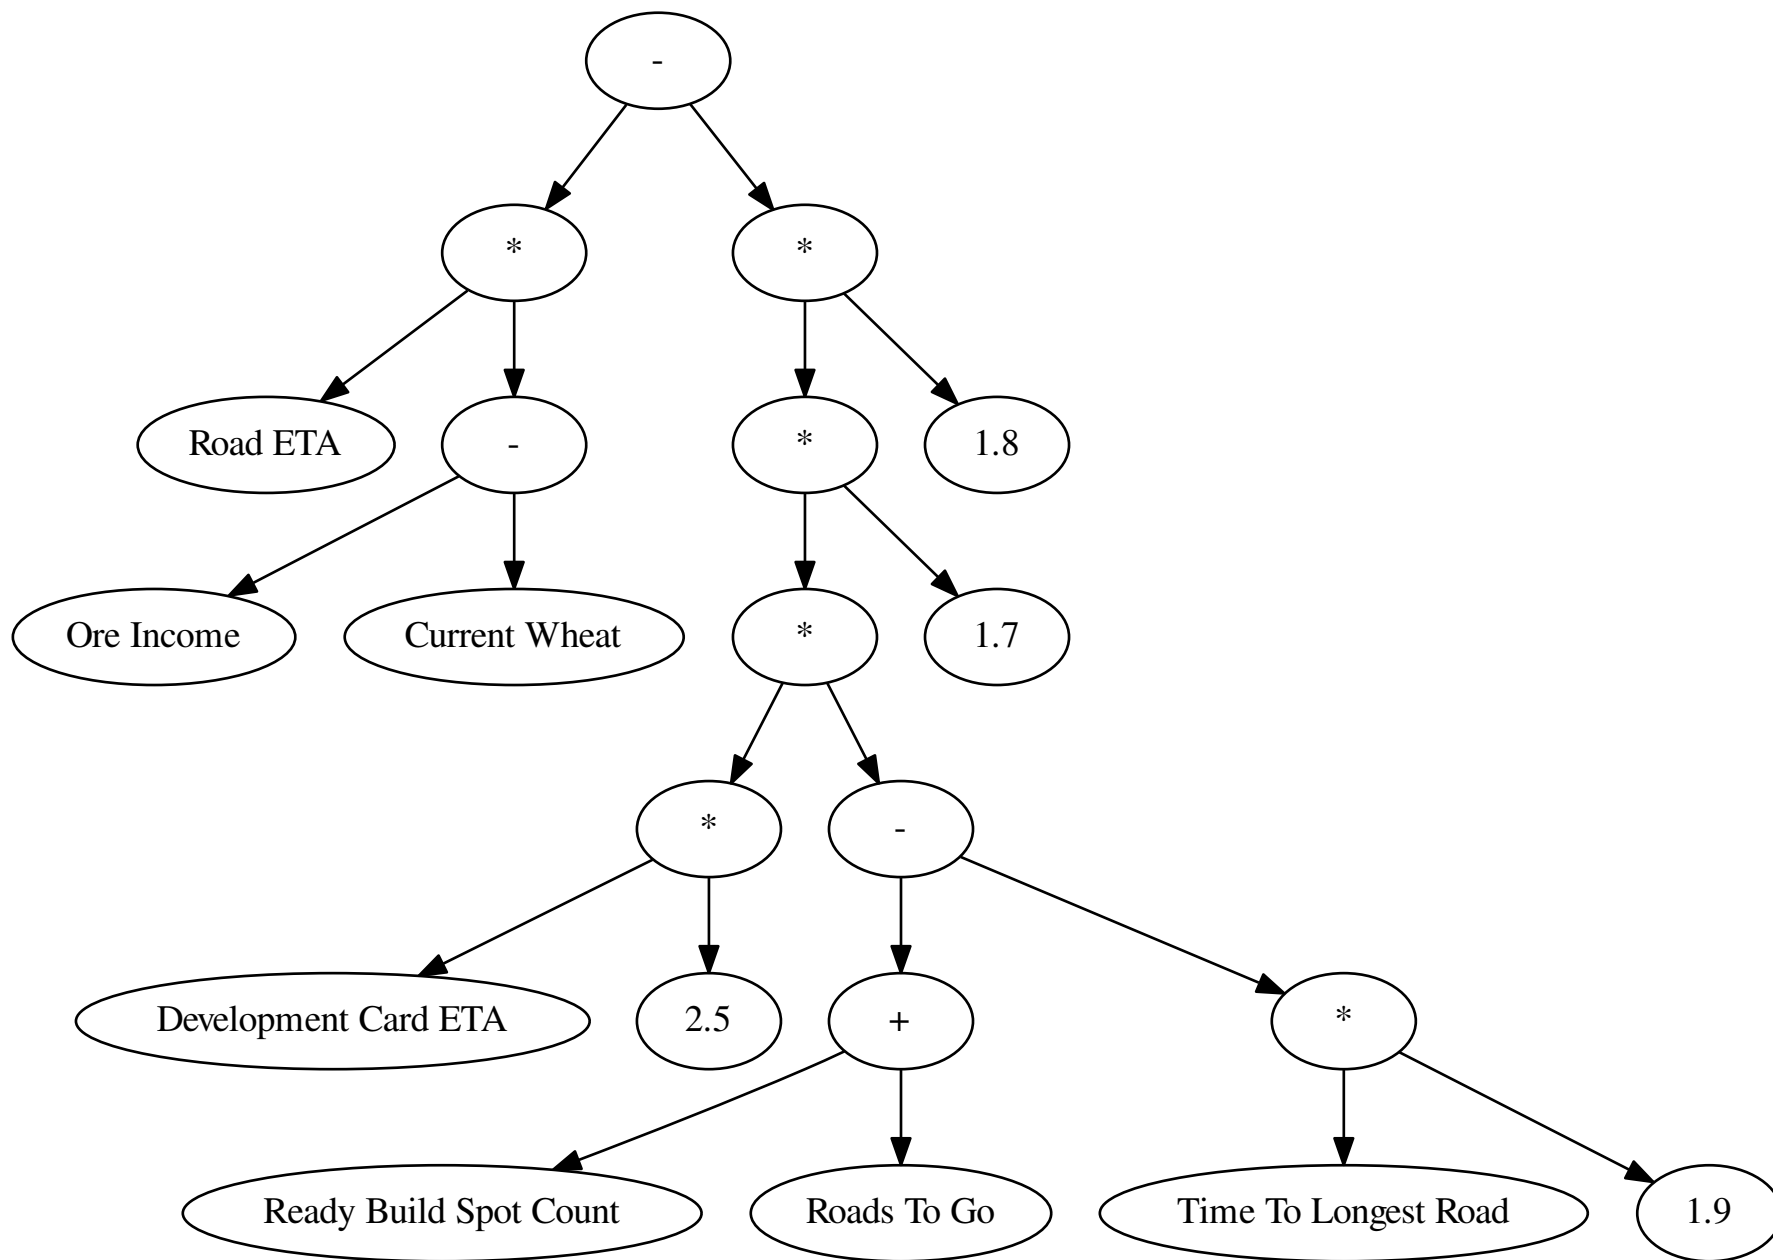 -
*
*
Road ETA
-
*
1.8
Ore Income
Current Wheat
*
1.7
*
-
Development Card ETA
2.5
+
*
Ready Build Spot Count
Roads To Go
Time To Longest Road
1.9